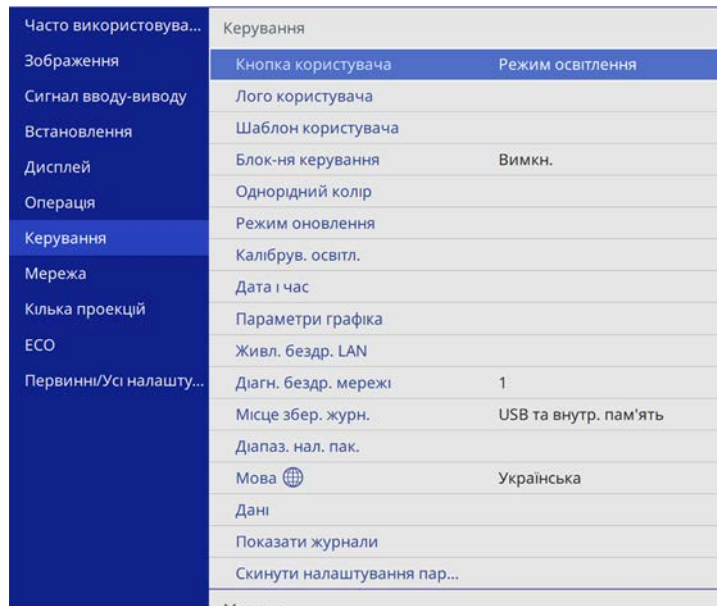 Часто використовува...
Зображення
Сигнал вводу-виводу
Встановлення
Дисплей
Операція
Керування
Мережа
Кілька проекцій
ECO
Первинні/Усі налашту...
Керування
Кнопка користувача Режим освітлення
Лого користувача
Шаблон користувача
Блок-ня керування Вимкн.
Однорідний колір
Режим оновлення
Калібрув. освітл.
Дата і час
Параметри графіка
Живл. бездр. LAN
Діагн. бездр. мережі 1
Місце збер. журн. USB та внутр. пам'ять
Діапаз. нал. пак.
Мова Українська
Дані
Показати журнали
Скинути налаштування пар...